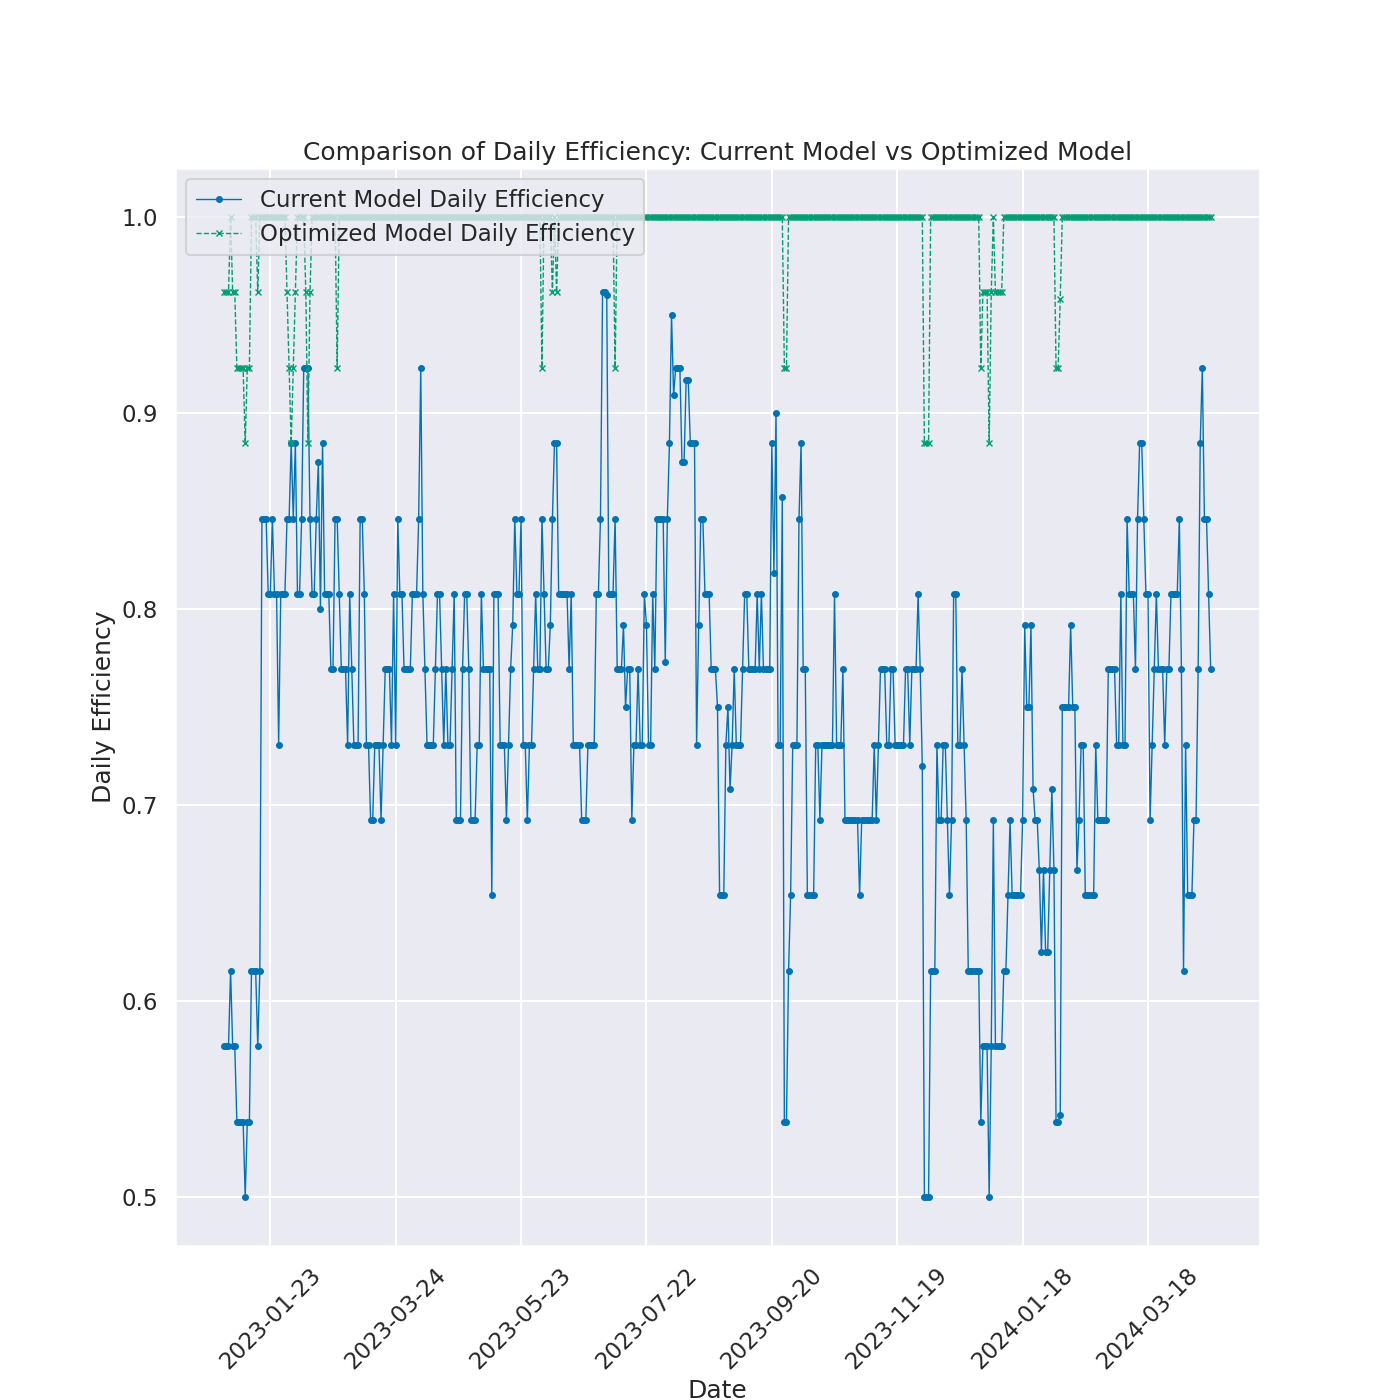 Comparison of Daily Efficiency: Current Model vs Optimized Model
Current Model Daily Efficiency
Optimized Model Daily Efficiency
Daily Efficiency
1.0
0.9
0.8
0.7
0.6
0.5
2023-01-23
2023-03-24
2023-05-23
2023-07-22
2023-09-20
2023-11-19
2024-01-18
2024-03-18
Date